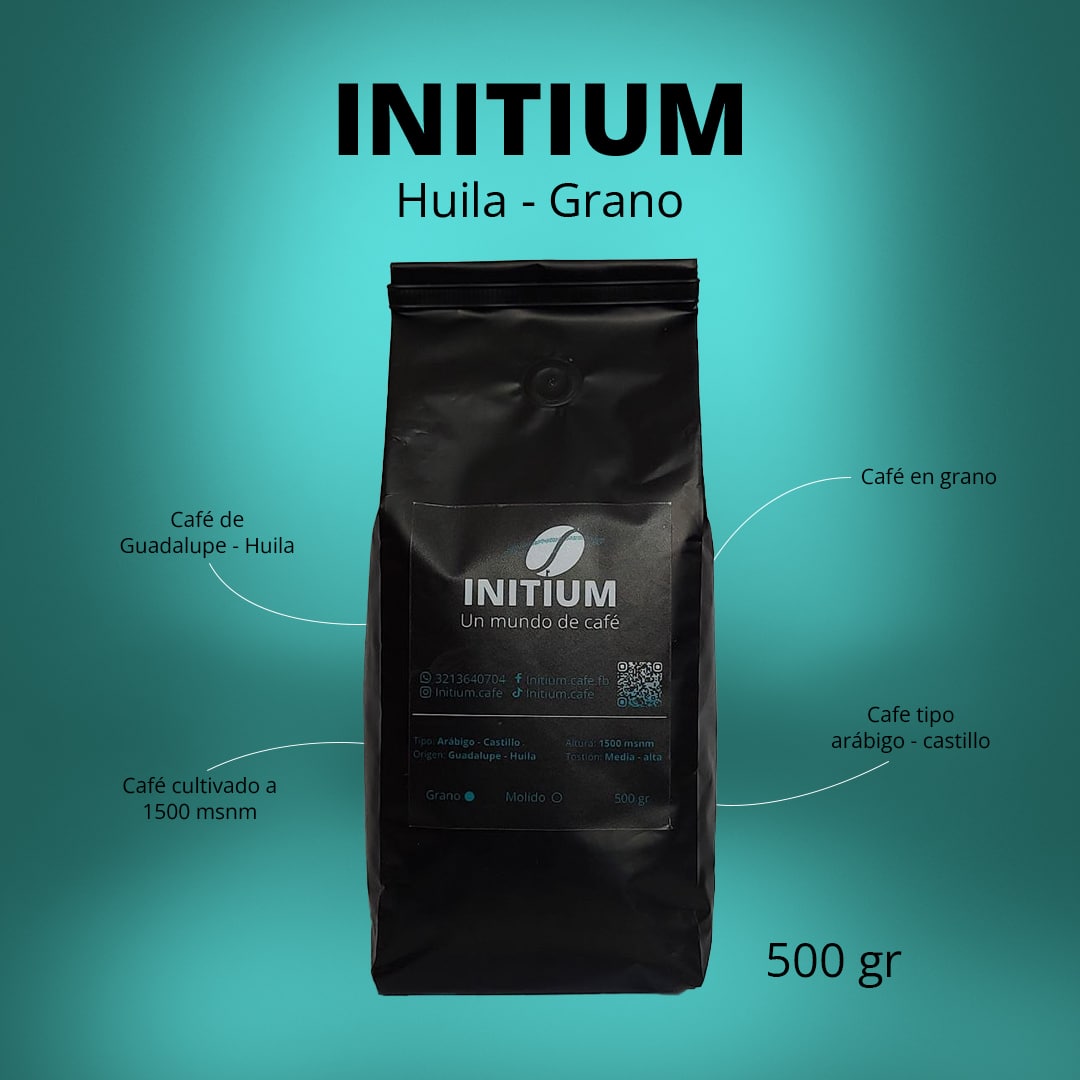 INITIUM
Huila - Grano
Café en grano
Café de
Guadalupe - Huila
INITIUM
Un mundo de café
3213640704 Initium.cafe.fb
Initium.cafe Initium.cafe
Tipo: Arábigo - Castillo Altura: 1500 msnm
Origen: Guadalupe - Huila Tostión: Media - alta
Grano Molido 500 gr
Cafe tipo
arábigo - castillo
Café cultivado a
1500 msnm
500 gr